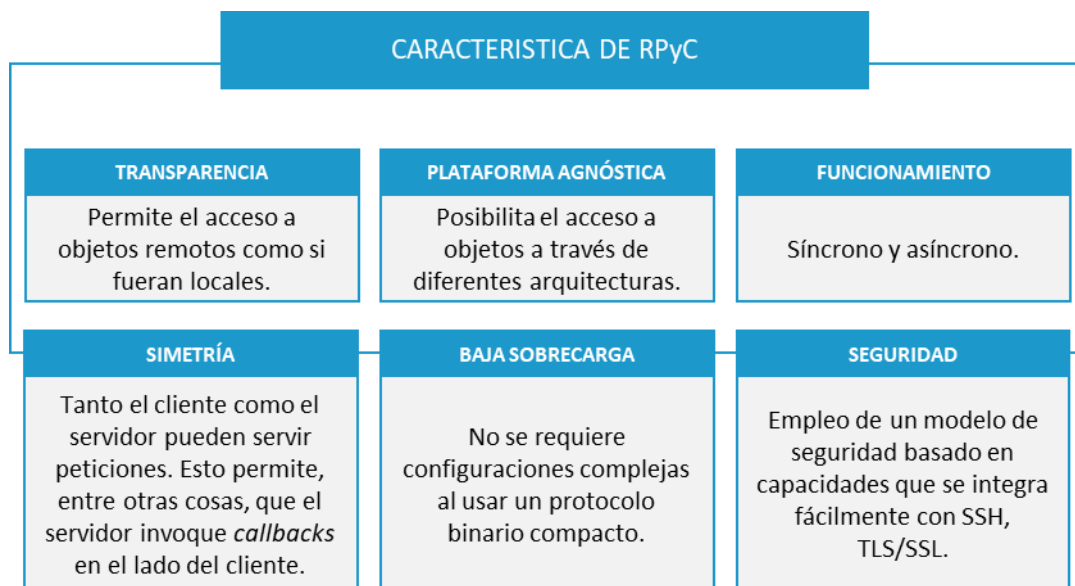 CARACTERISTICA DE RPyC
TRANSPARENCIA
Permite el acceso a
objetos remotos como si
fueran locales.
PLATAFORMA AGNÓSTICA
Posibilita el acceso a
objetos a través de
diferentes arquitecturas.
FUNCIONAMIENTO
Síncrono y asíncrono.
SIMETRÍA
Tanto el cliente como el
servidor pueden servir
peticiones. Esto permite,
entre otras cosas, que el
servidor invoque callbacks
en el lado del cliente.
BAJA SOBRECARGA
No se requiere
configuraciones complejas
al usar un protocolo
binario compacto.
SEGURIDAD
Empleo de un modelo de
seguridad basado en
capacidades que se integra
fácilmente con SSH,
TLS/SSL.